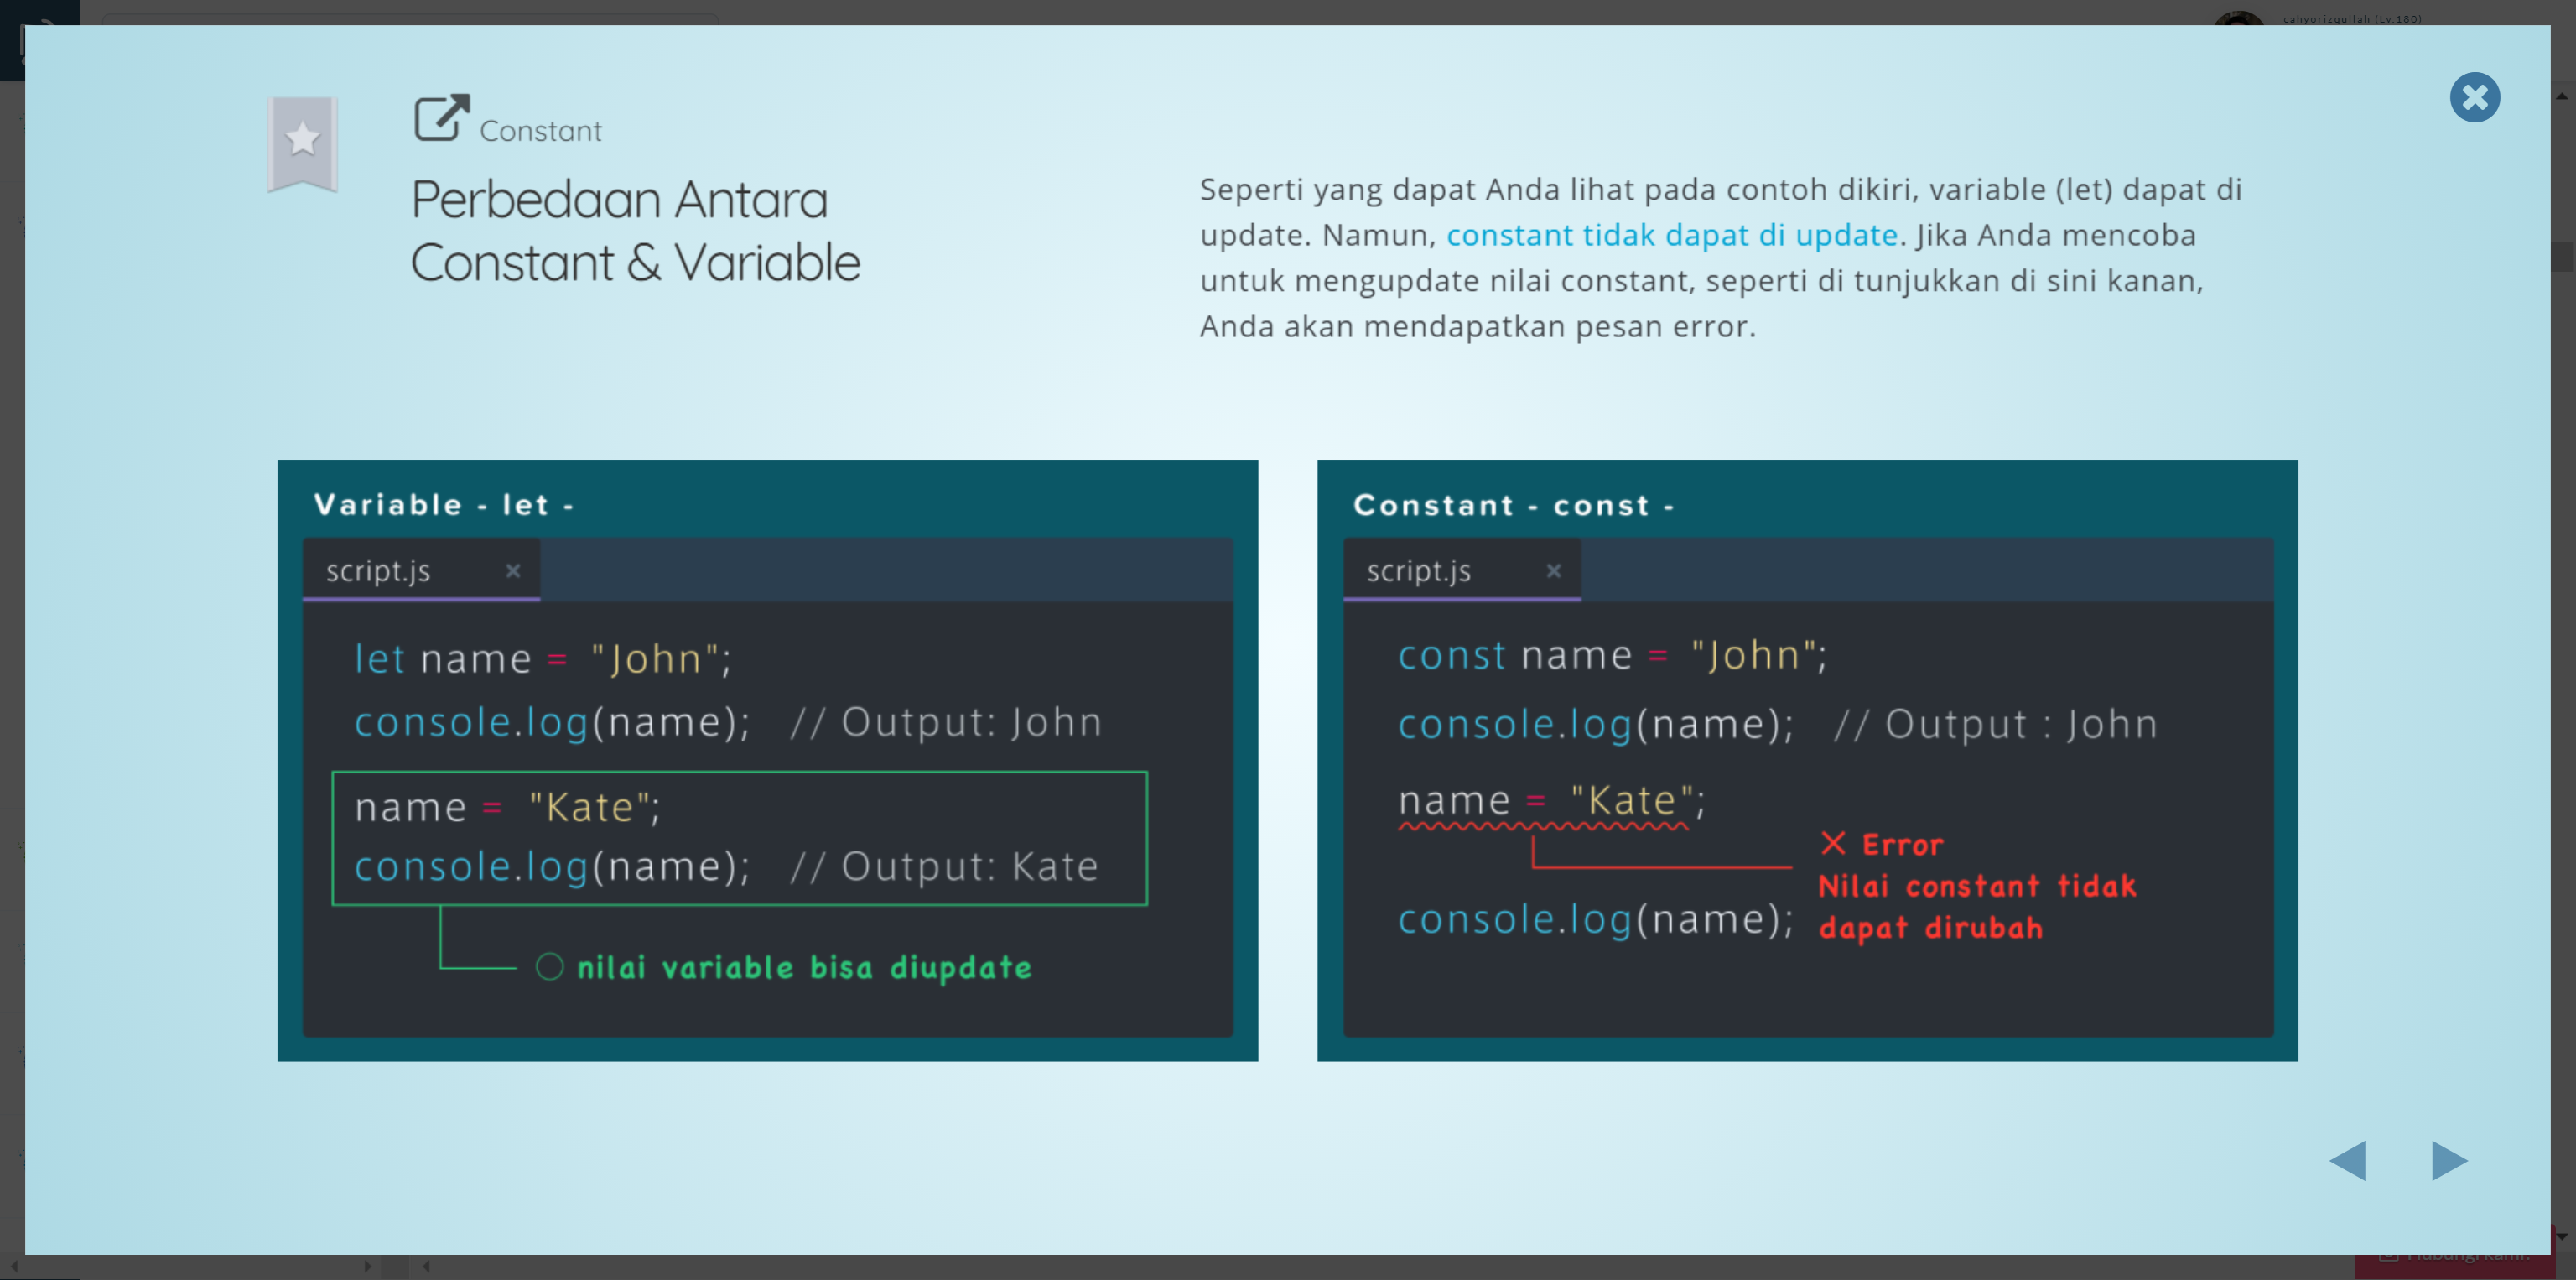 cahyorizqullah (Lv.180)
Constant
Perbedaan Antara
Constant & Variable
Seperti yang dapat Anda lihat pada contoh dikiri, variable (let) dapat di
update. Namun, constant tidak dapat di update. Jika Anda mencoba
untuk mengupdate nilai constant, seperti di tunjukkan di sini kanan,
Anda akan mendapatkan pesan error.
Variable - let -
script.js
let name = "John";
console.log(name); // Output: John
name = "Kate";
console.log(name); // Output: Kate
nilai variable bisa diupdate
Constant - const -
script.js
const name = "John";
console.log(name); // Output : John
name = "Kate";
Error
Nilai constant tidak
dapat dirubah
console.log(name);